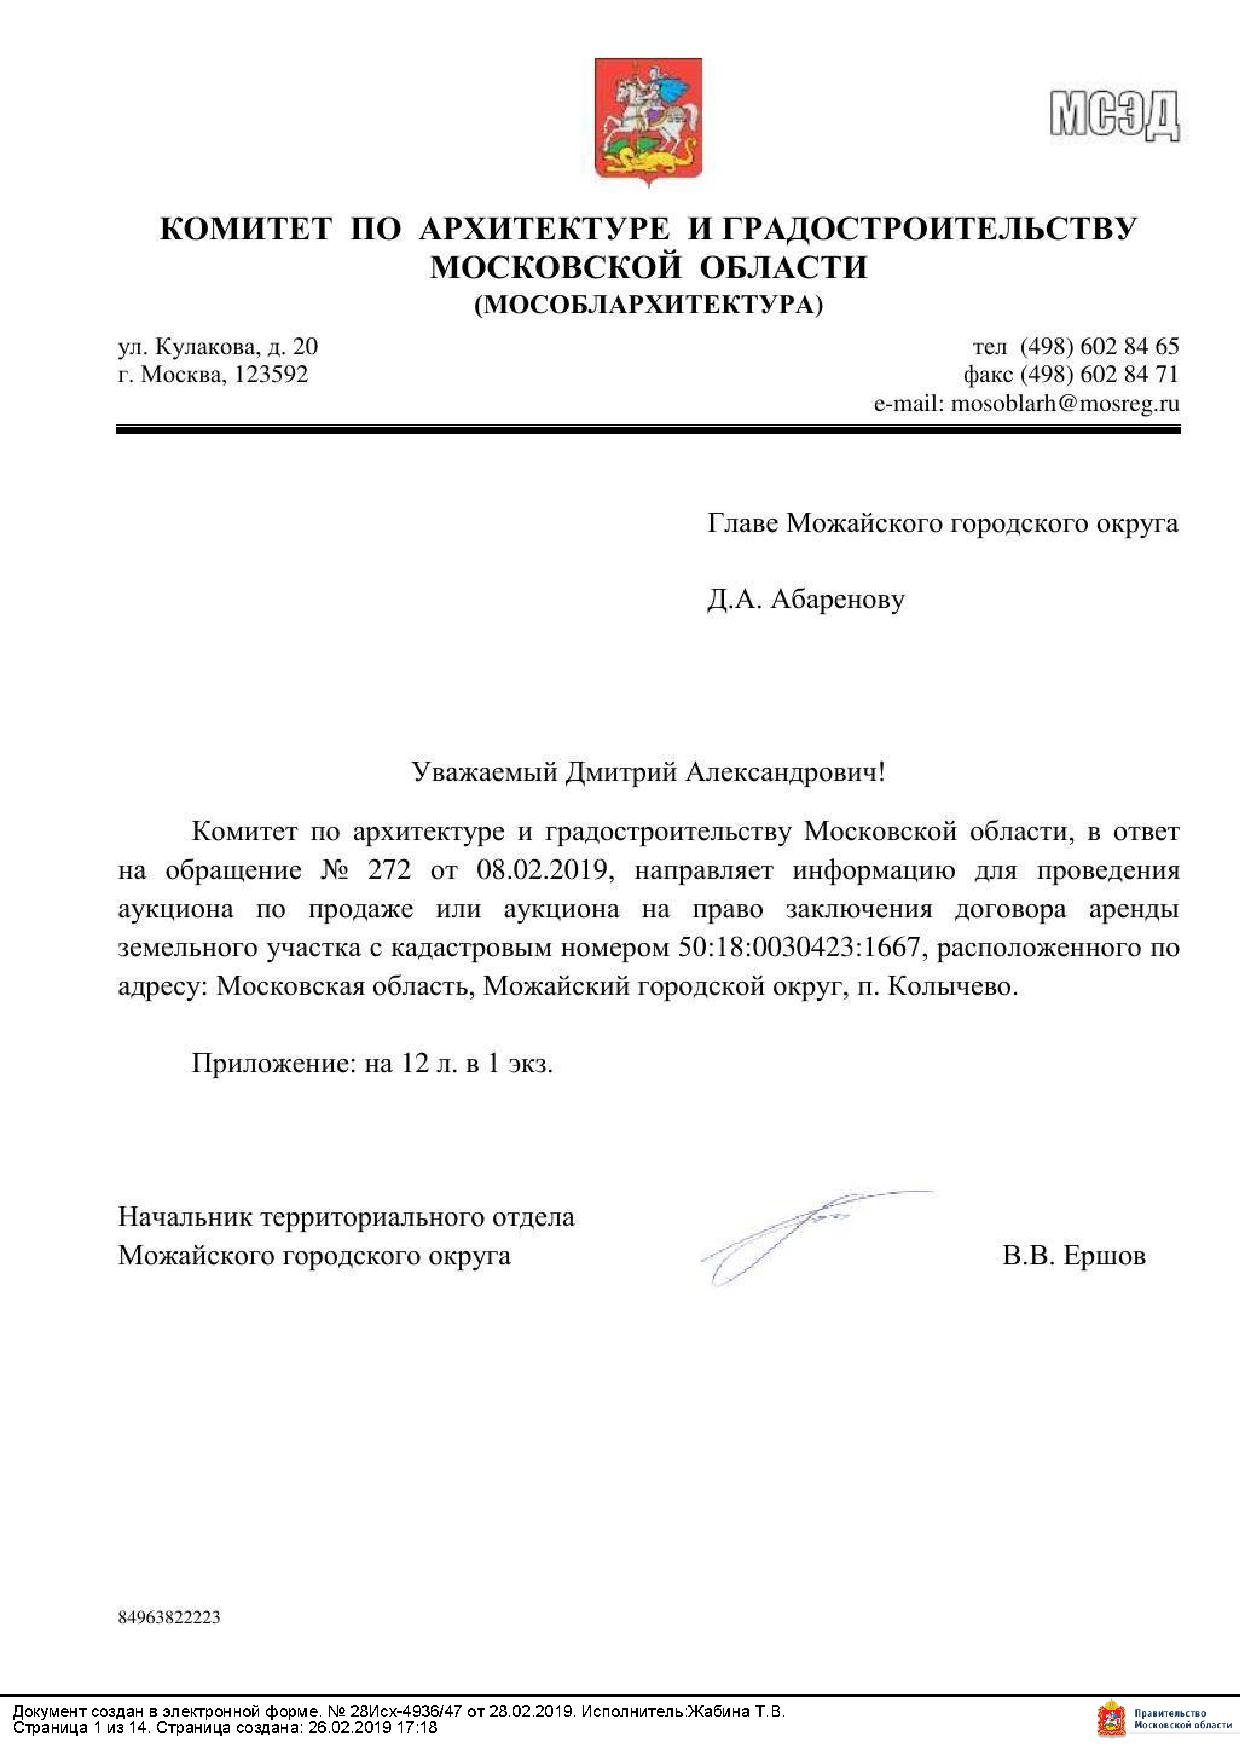 МСЭД
КОМИТЕТ ПО АРХИТЕКТУРЕ И ГРАДОСТРОИТЕЛЬСТВУ
МОСКОВСКОЙ ОБЛАСТИ
(МОСОБЛАРХИТЕКТУРА)
ул. Кулакова, д. 20
г. Москва, 123592
тел (498) 602 84 65
факс (498) 602 84 71
e-mail: mosoblarh@mosreg.ru
Главе Можайского городского округа
Д.А. Абаренову
Уважаемый Дмитрий Александрович!
Комитет по архитектуре и градостроительству Московской области, в ответ
на обращение № 272 от 08.02.2019, направляет информацию для проведения
аукциона по продаже или аукциона на право заключения договора аренды
земельного участка с кадастровым номером 50:18:0030423:1667, расположенного по
адресу: Московская область, Можайский городской округ, п. Колычево.
Приложение: на 12 л. в 1 экз.
Начальник территориального отдела
Можайского городского округа
В.В. Ершов
84963822223
Документ создан в электронной форме. № 28Исх-4936/47 от 28.02.2019. Исполнитель:Жабина Т.В.
Страница 1 из 14. Страница создана: 26.02.2019 17:18
Правительство
Московской области